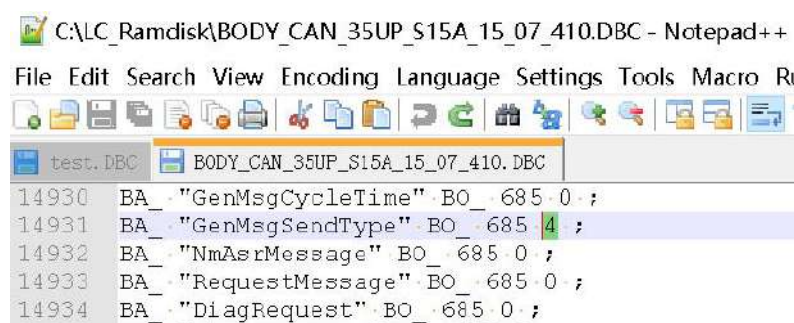 C:\LC_Ramdisk\BODY_CAN_35UP_S15A_15_07_410.DBC - Notepad++
File Edit Search View Encoding Language Settings Tools Macro
test.DBC BODY_CAN_35UP_S15A_15_07_410.DBC
14930 BA_ "GenMsgCycleTime" BO_ 685 0 ;
14931 BA_ "GenMsgSendType" BO_ 685 4 ;
14932 BA_ "NmAsrMessage" BO_ 685 0 ;
14933 BA_ "RequestMessage" BO_ 685 0 ;
14934 BA_ "DiagRequest" BO_ 685 0 ;